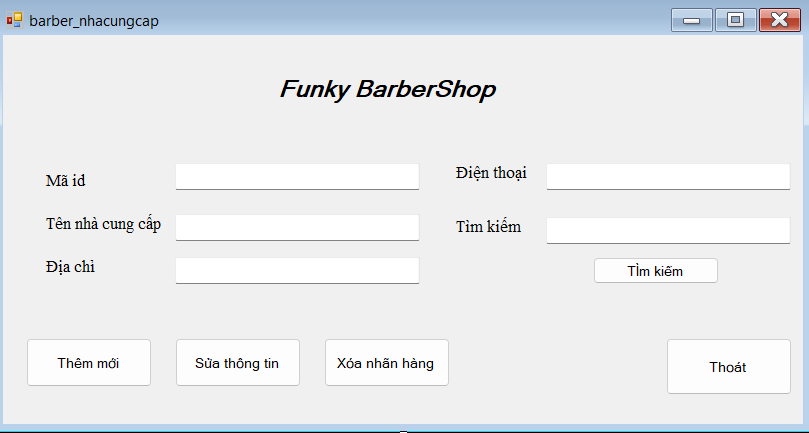 barber_nhacungcap
Funky BarberShop
Mã id
Điện thoại
Tên nhà cung cấp
Tìm kiếm
Địa chỉ
TÌm kiếm
Thêm mới
Sửa thông tin
Xóa nhãn hàng
Thoát